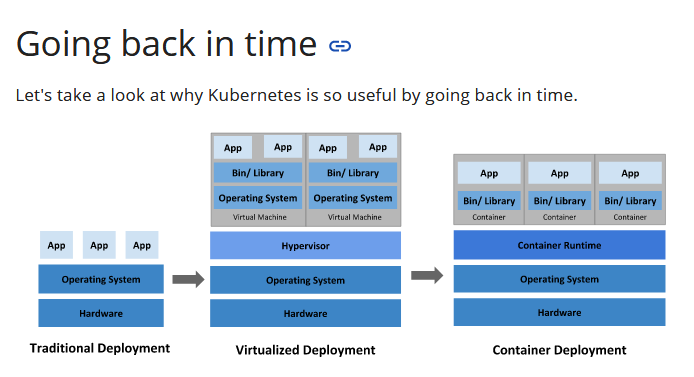 Going back in time
Let's take a look at why Kubernetes is so useful by going back in time.
App App App
Operating System
Hardware
Traditional Deployment
App App App App
Bin/ Library Bin/ Library
Operating System Operating System
Virtual Machine Virtual Machine
Hypervisor
Operating System
Hardware
Virtualized Deployment
App App App
Bin/ Library Bin/ Library Bin/ Library
Container Container Container
Container Runtime
Operating System
Hardware
Container Deployment